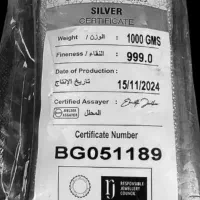 SILVER
CERTIFICATE
Weight / الوزن : 1000 GMS
Fineness / النقاء : 999.0
Date of Production :
تاريخ الإنتاج 15/11/2024
Certified Assayer :
المحلل
Certificate Number
BG051189
RESPONSIBLE
JEWELLERY
COUNCIL